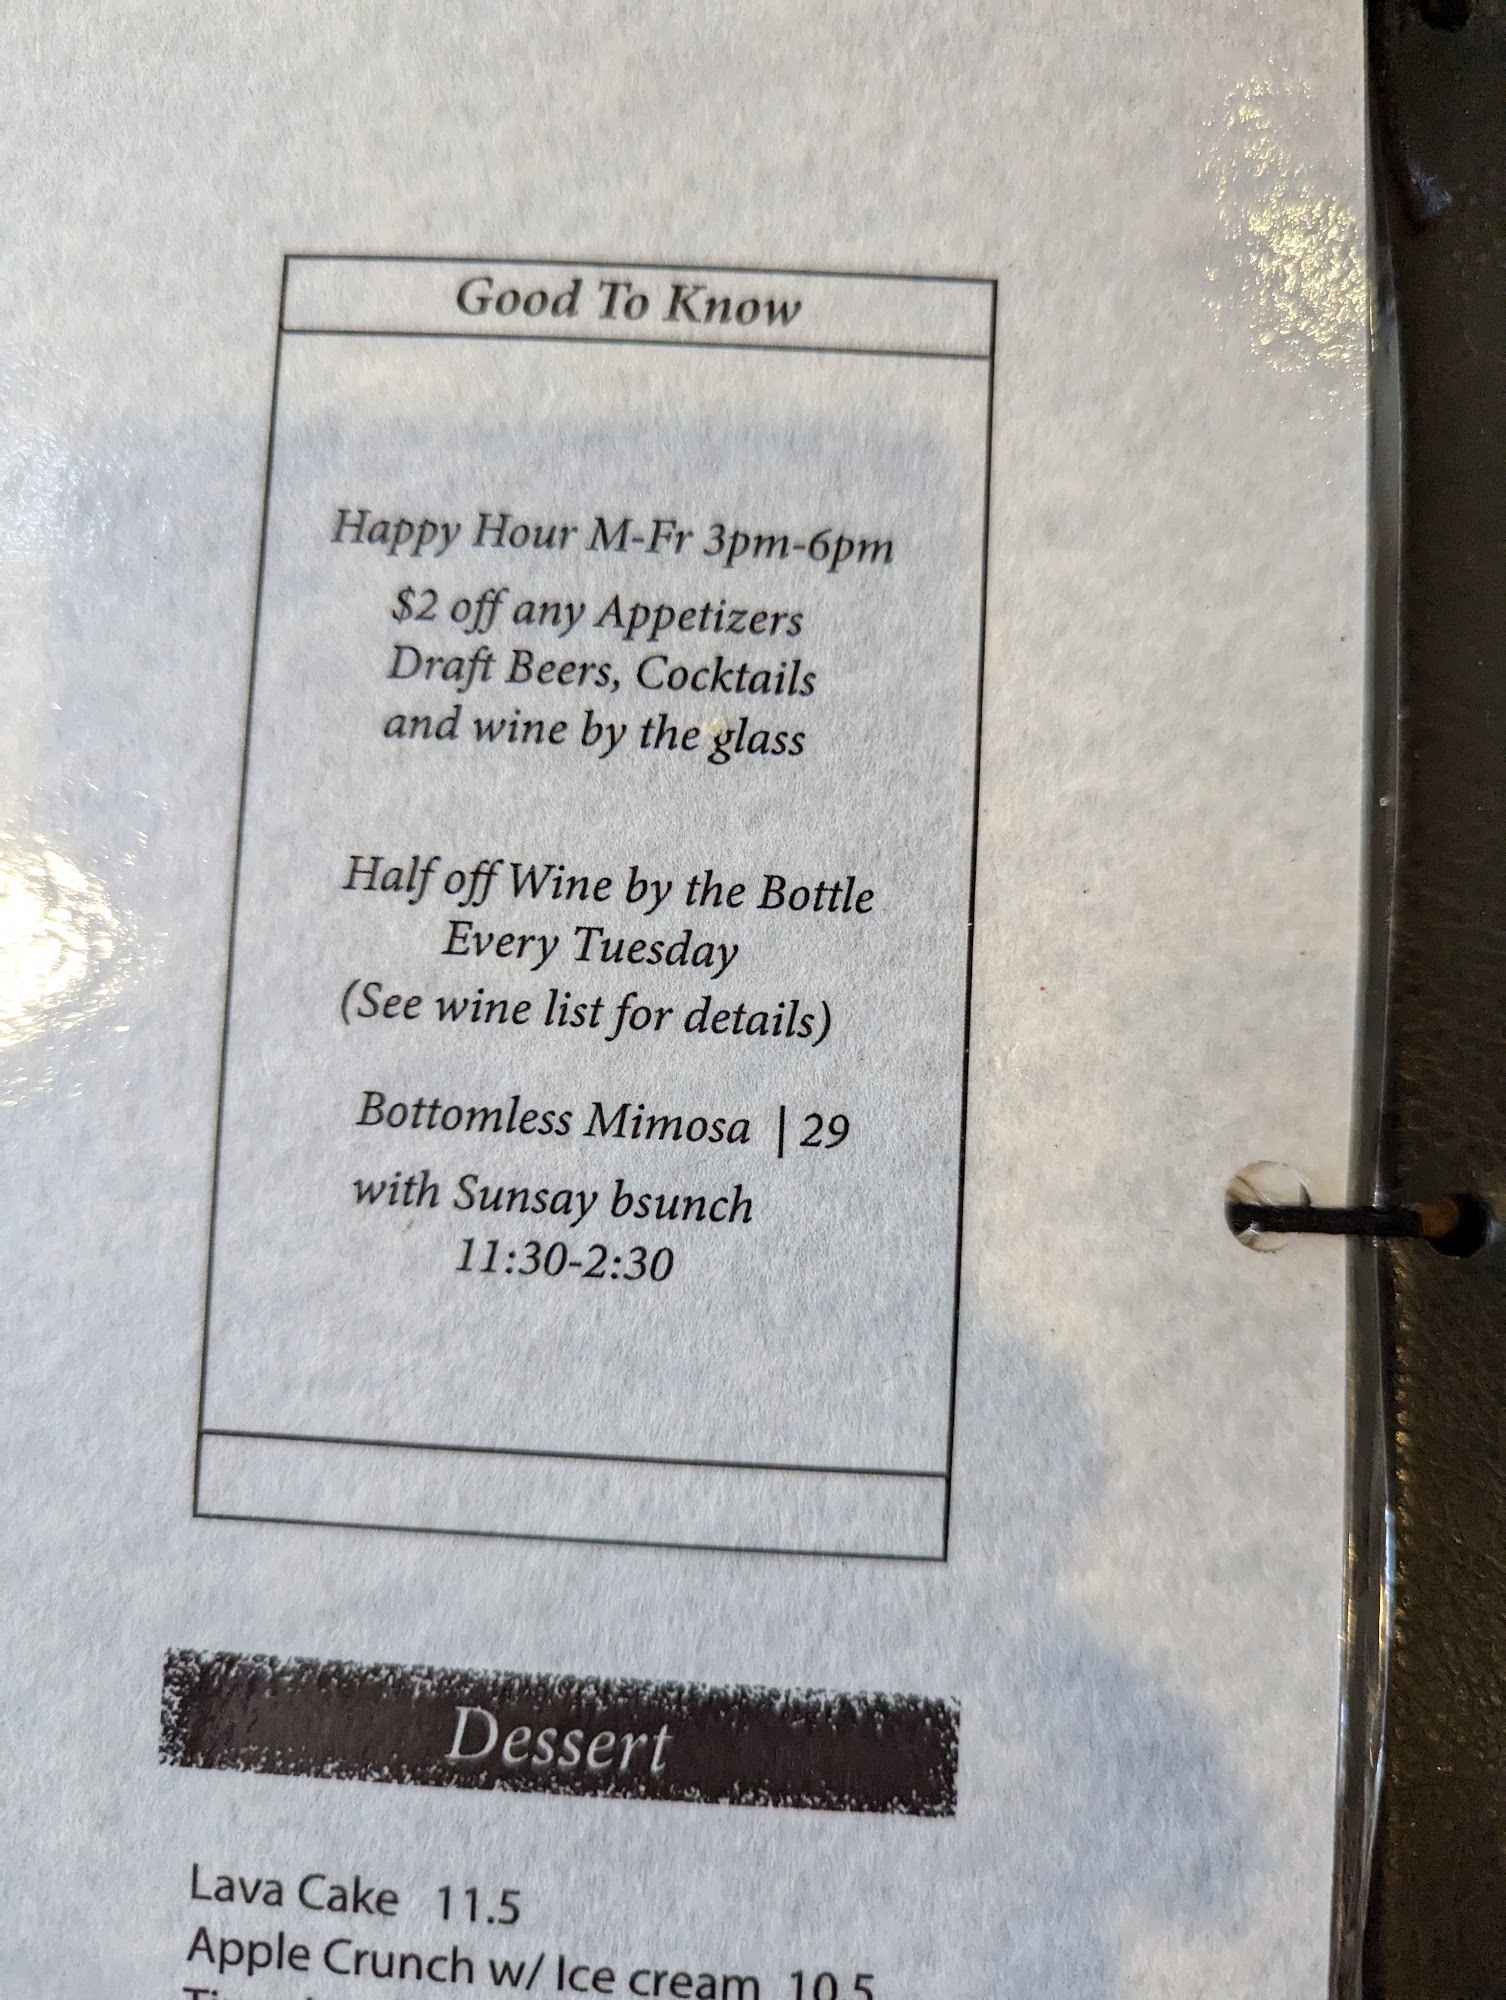 Good To Know
Happy Hour M-Fr 3pm-6pm
$2 off any Appetizers
Draft Beers, Cocktails
and wine by the glass
Half off Wine by the Bottle
Every Tuesday
(See wine list for details)
Bottomless Mimosa | 29
with Sunsay bsunch
11:30-2:30
Dessert
Lava Cake 11.5
Apple Crunch w/ Ice cream 10.5